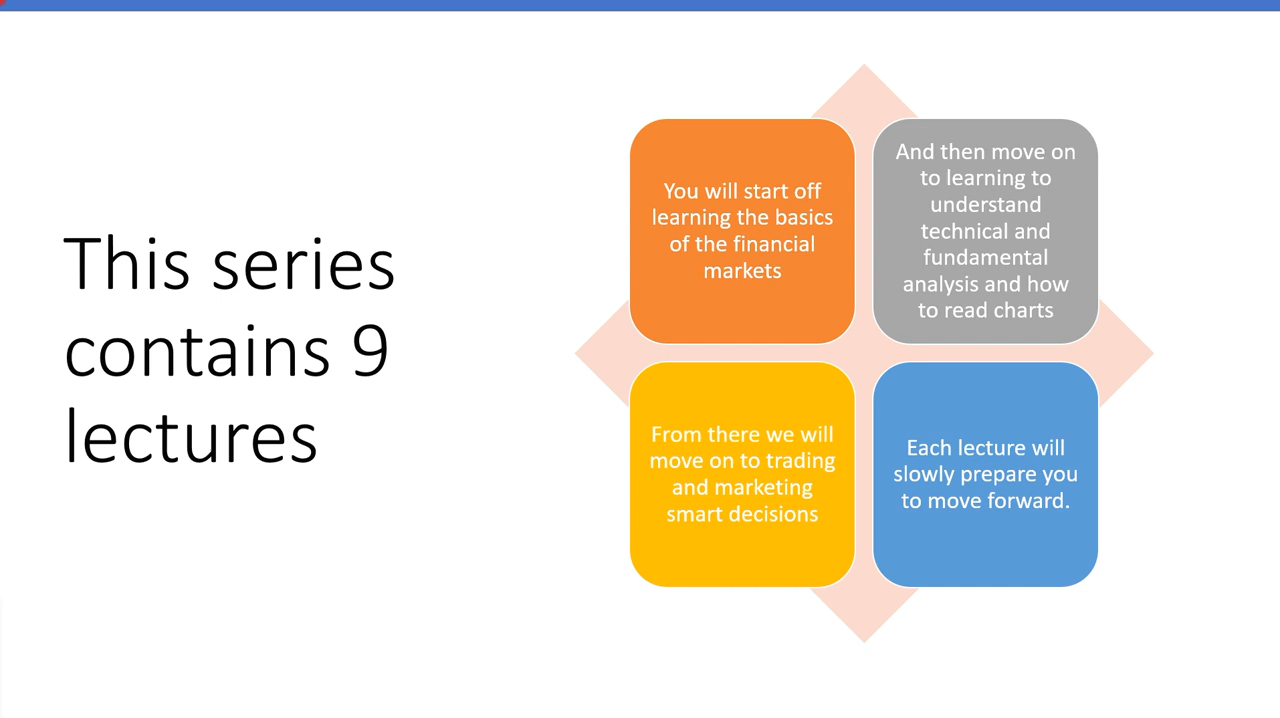 This series
contains 9
lectures
You will start off
learning the basics
of the financial
markets
And then move on
to learning to
understand
technical and
fundamental
analysis and how
to read charts
From there we will
move on to trading
and marketing
smart decisions
Each lecture will
slowly prepare you
to move forward.